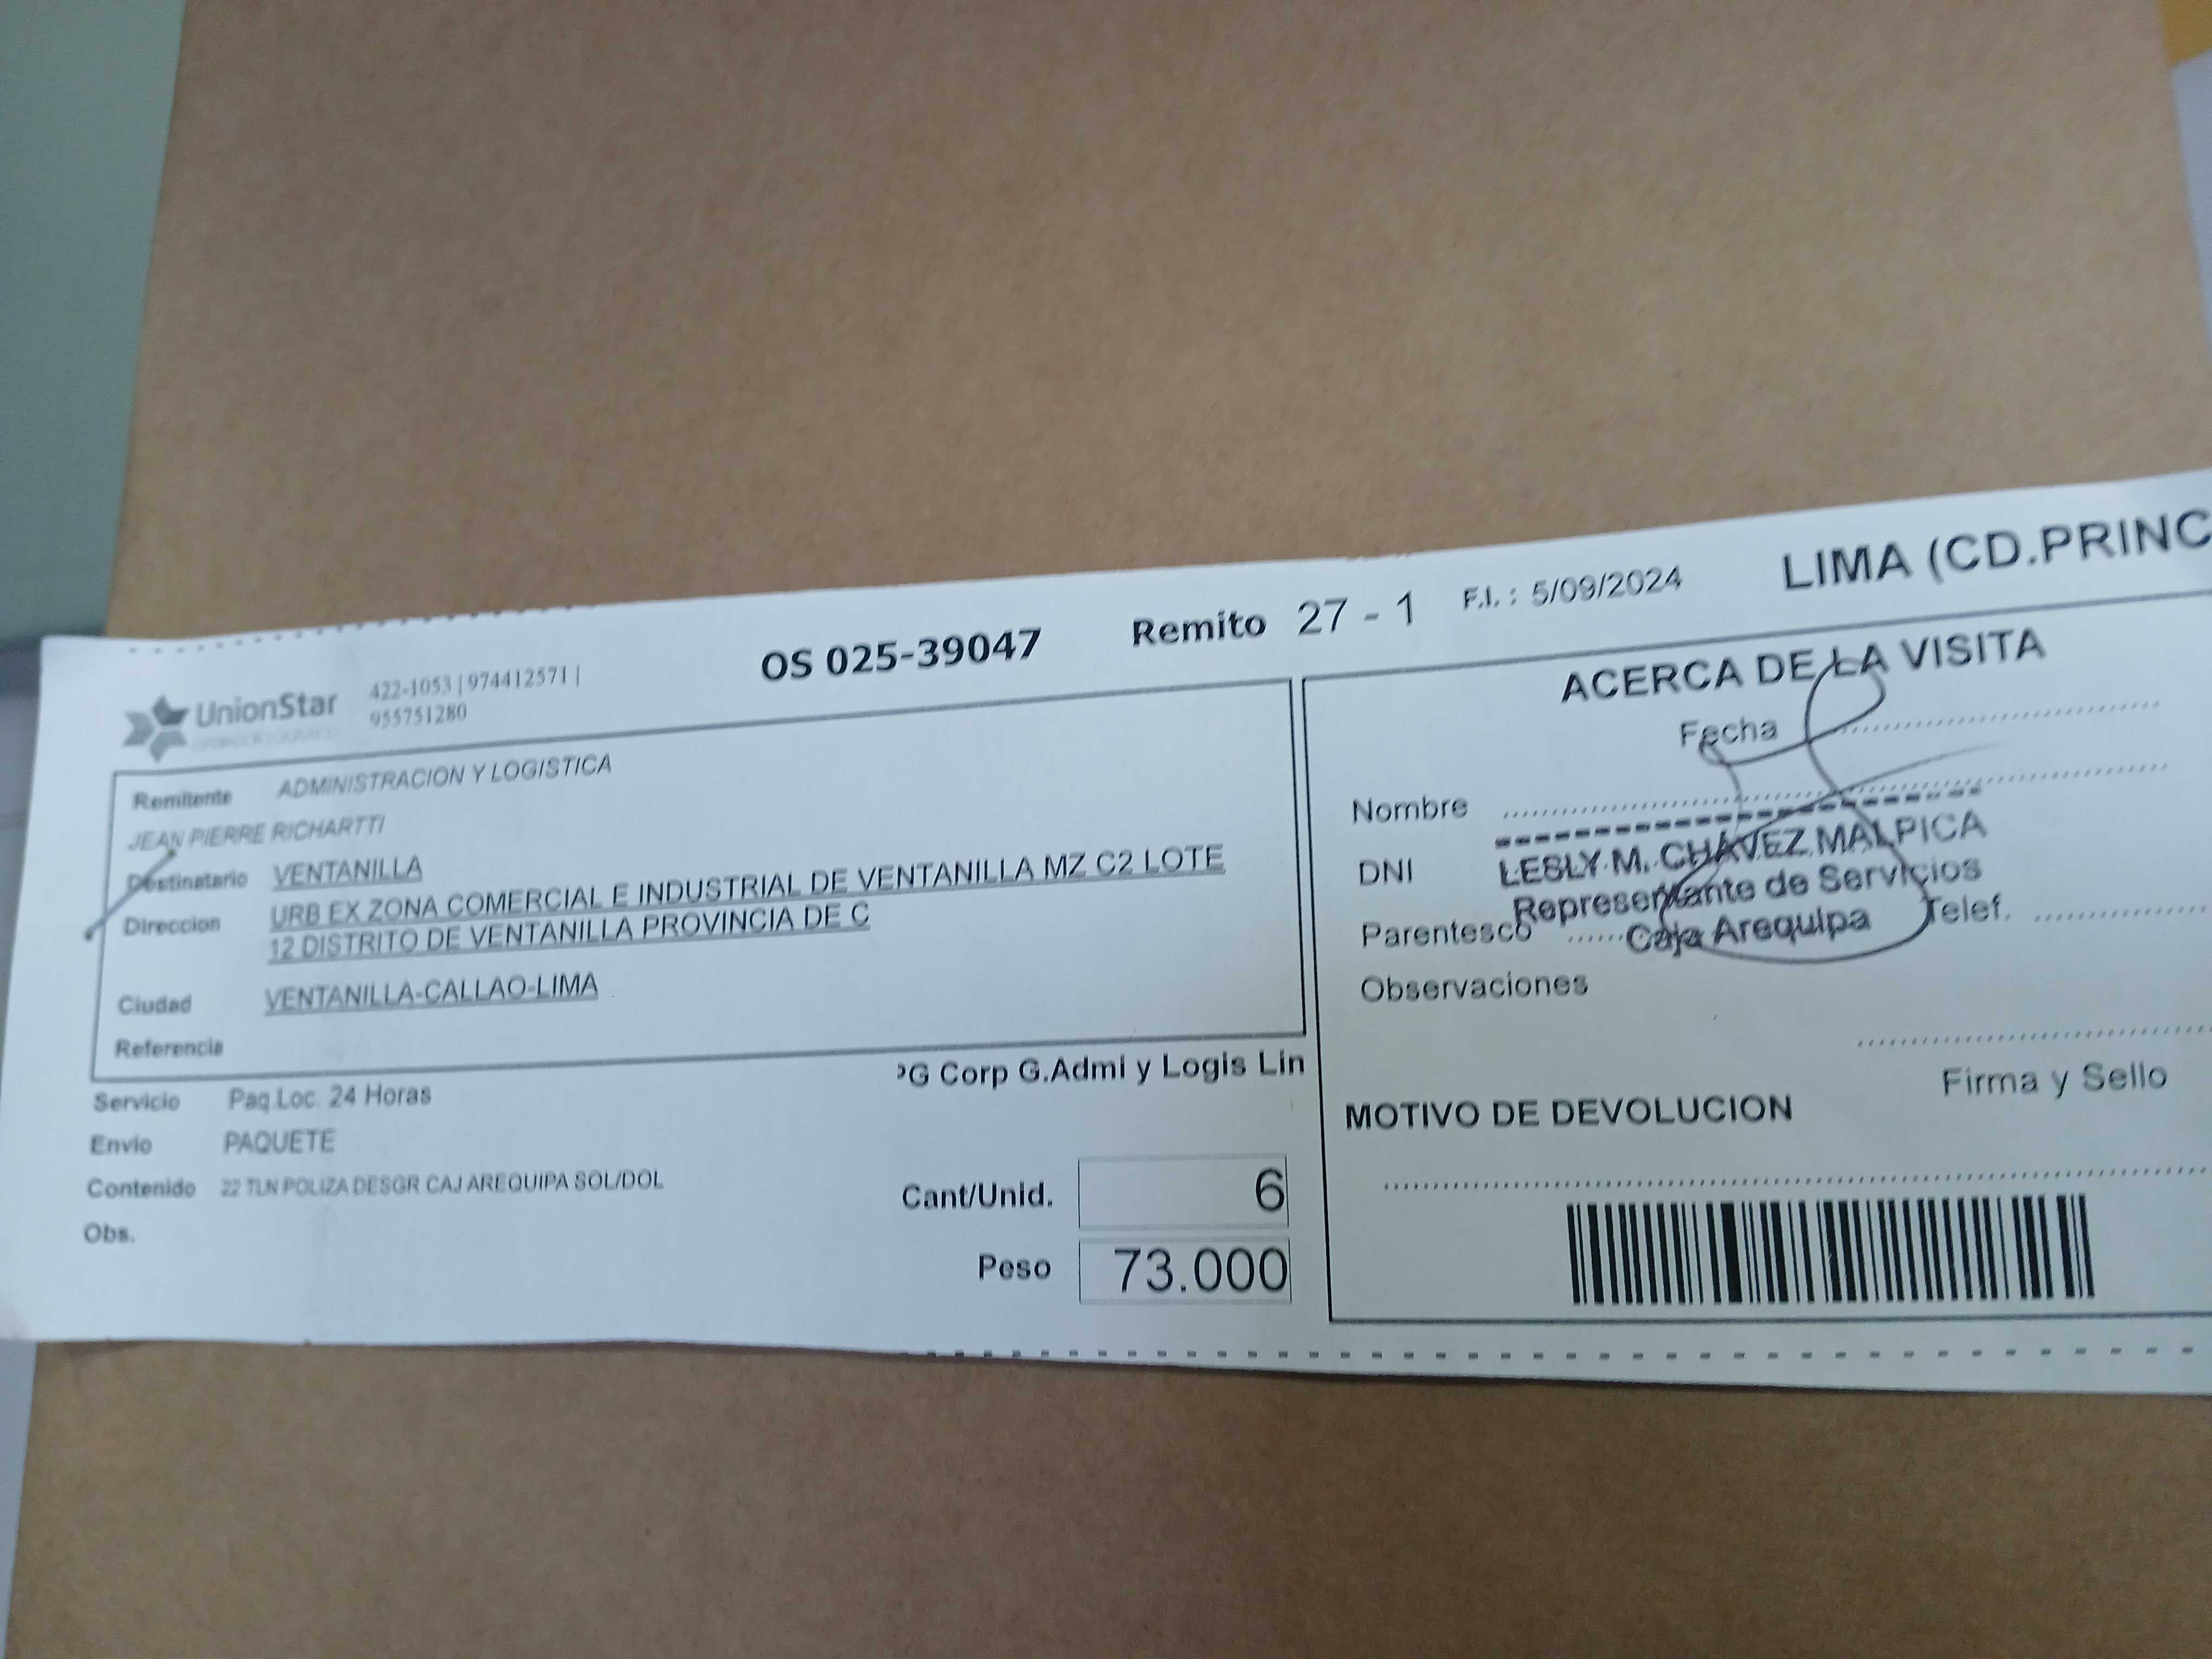 LIMA (CD.PRINC
OS 025-39047 Remito 27 - 1 F.I. : 5/09/2024
UnionStar 422-1053 | 974412571 |
955751280
Remitente ADMINISTRACION Y LOGISTICA
JEAN PIERRE RICHARTTI
Destinatario VENTANILLA
Direccion URB EX ZONA COMERCIAL E INDUSTRIAL DE VENTANILLA MZ C2 LOTE
12 DISTRITO DE VENTANILLA PROVINCIA DE C
Ciudad VENTANILLA-CALLAO-LIMA
Referencia
PG Corp G.Admi y Logis Lin
Servicio Paq.Loc. 24 Horas
Envio PAQUETE
Contenido 22 TLN POLIZA DESGR CAJ AREQUIPA SOL/DOL
Obs.
Cant/Unid. 6
Peso 73.000
ACERCA DE LA VISITA
Fecha
Nombre
DNI LESLY M. CHÁVEZ MALPICA
Representante de Servicios
Parentesco Caja Arequipa Telef.
Observaciones
Firma y Sello
MOTIVO DE DEVOLUCION